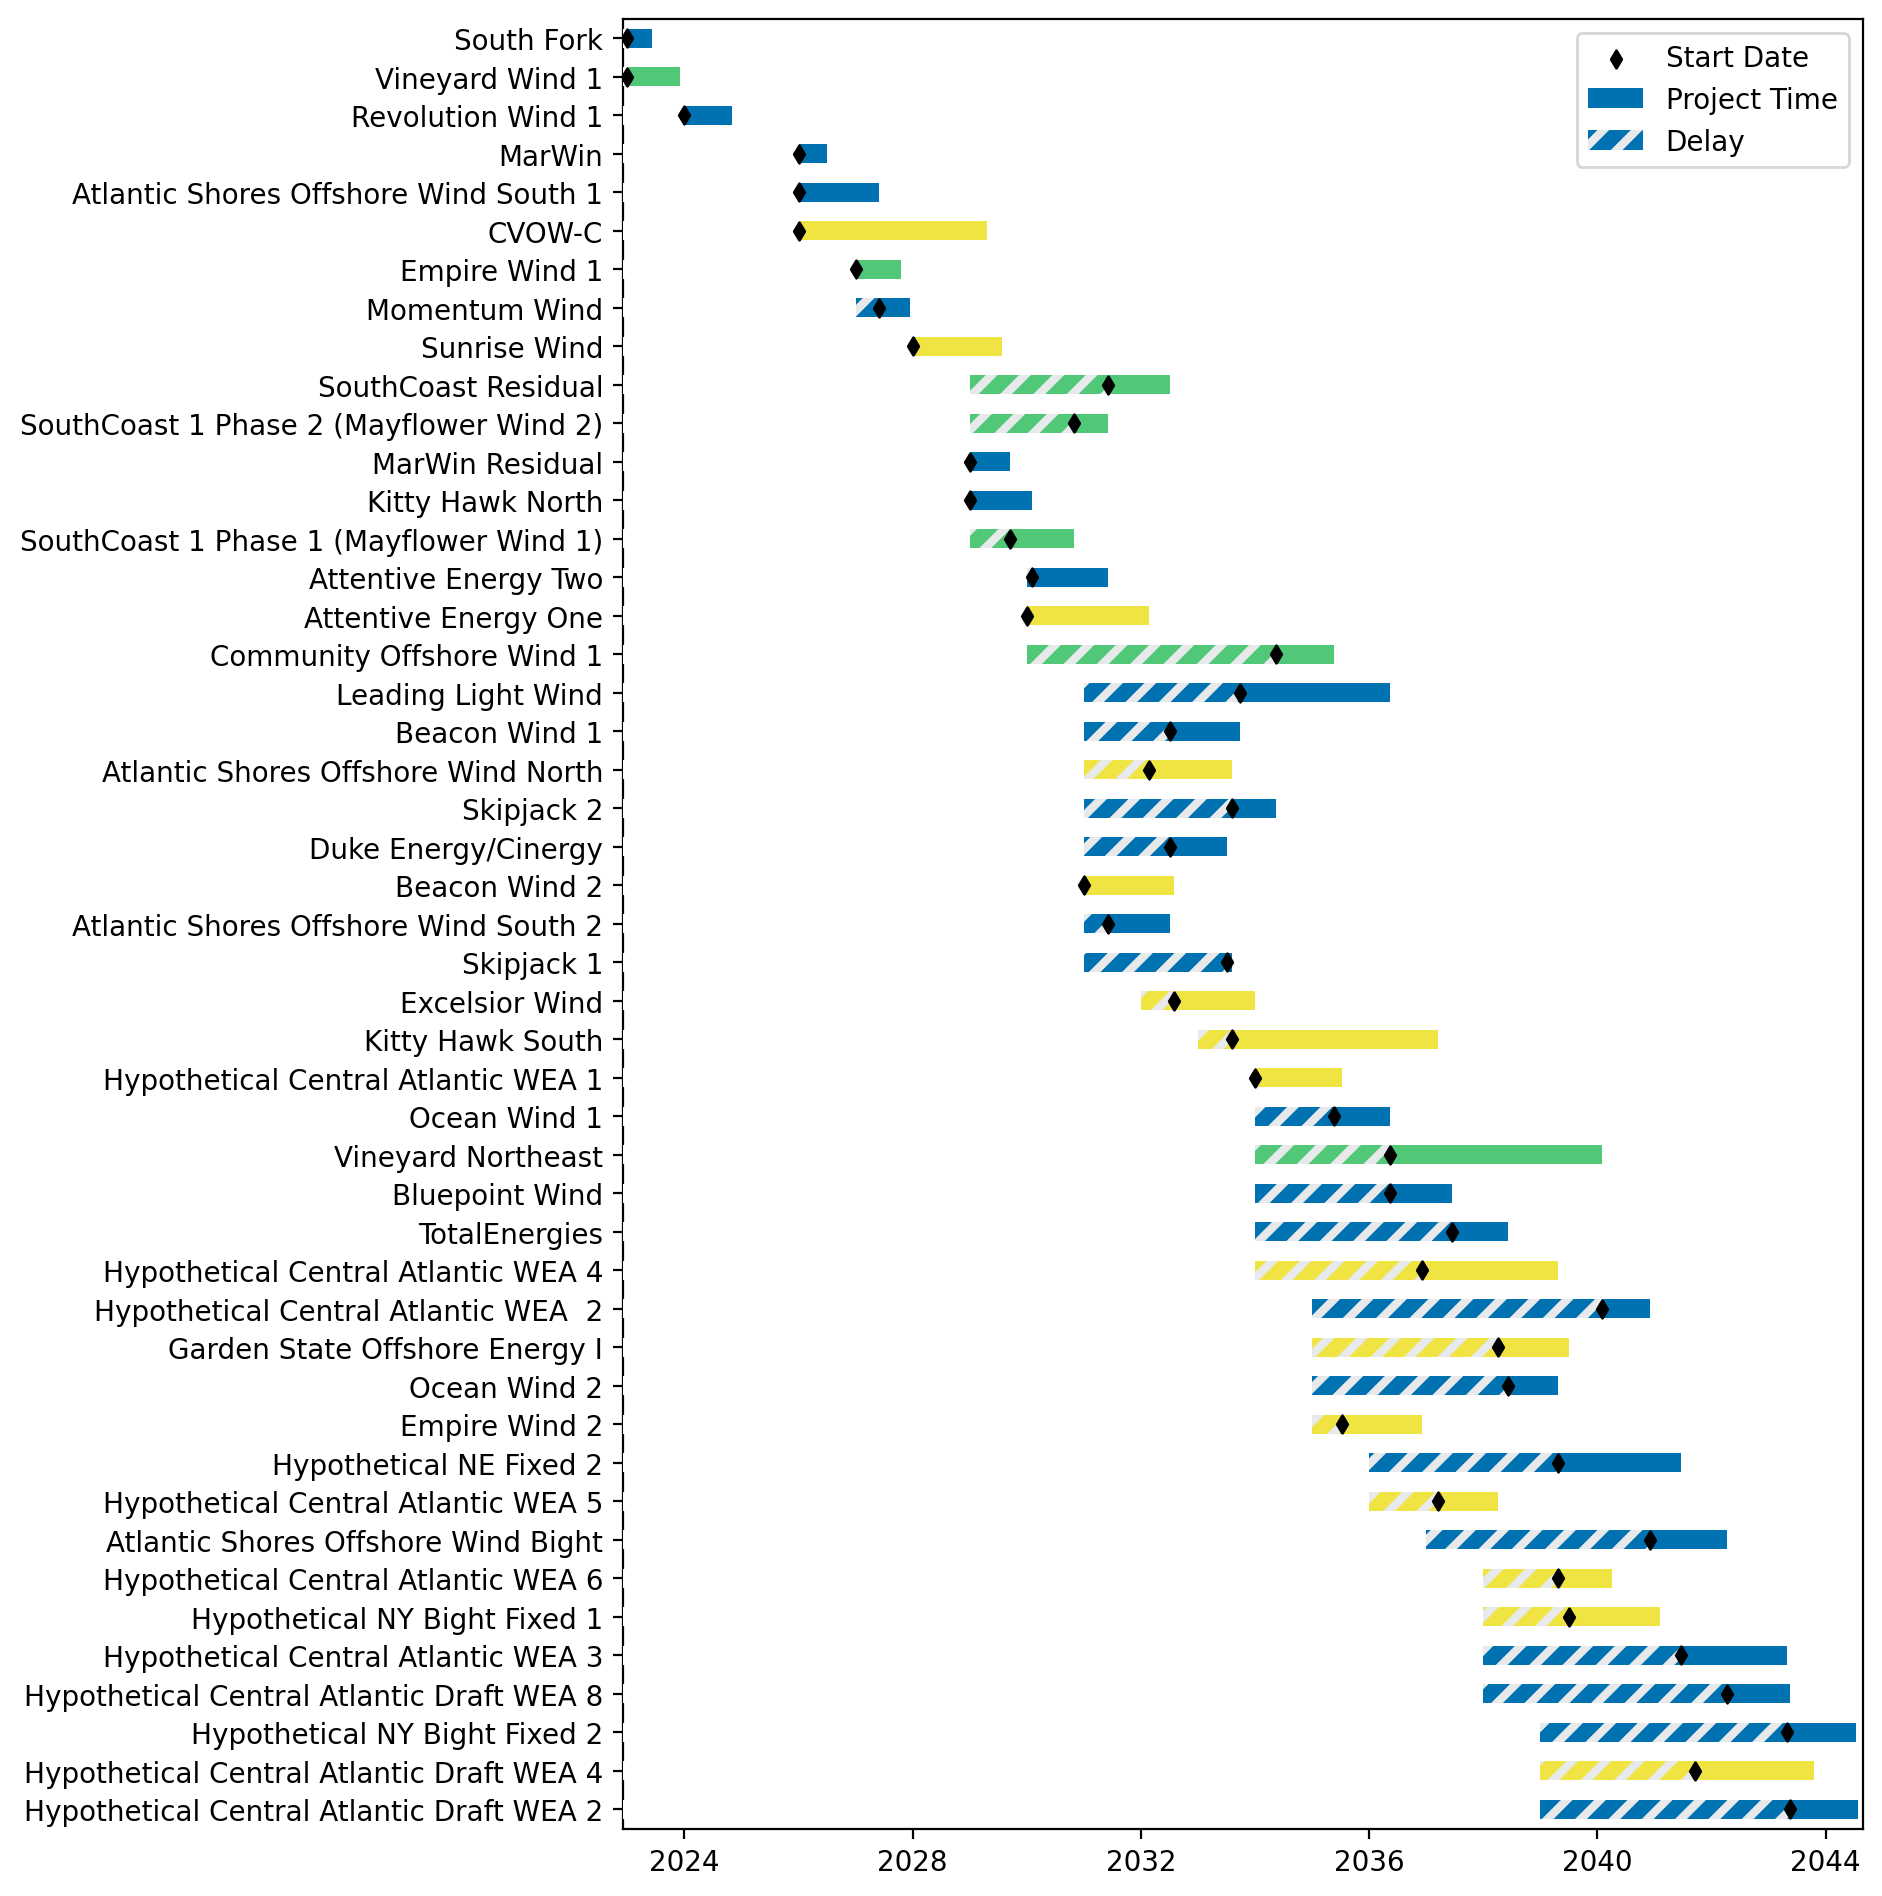 South Fork
Vineyard Wind 1
Revolution Wind 1
MarWin
Atlantic Shores Offshore Wind South 1
CVOW-C
Empire Wind 1
Momentum Wind
Sunrise Wind
SouthCoast Residual
SouthCoast 1 Phase 2 (Mayflower Wind 2)
MarWin Residual
Kitty Hawk North
SouthCoast 1 Phase 1 (Mayflower Wind 1)
Attentive Energy Two
Attentive Energy One
Community Offshore Wind 1
Leading Light Wind
Beacon Wind 1
Atlantic Shores Offshore Wind North
Skipjack 2
Duke Energy/Cinergy
Beacon Wind 2
Atlantic Shores Offshore Wind South 2
Skipjack 1
Excelsior Wind
Kitty Hawk South
Hypothetical Central Atlantic WEA 1
Ocean Wind 1
Vineyard Northeast
Bluepoint Wind
TotalEnergies
Hypothetical Central Atlantic WEA 4
Hypothetical Central Atlantic WEA  2
Garden State Offshore Energy I
Ocean Wind 2
Empire Wind 2
Hypothetical NE Fixed 2
Hypothetical Central Atlantic WEA 5
Atlantic Shores Offshore Wind Bight
Hypothetical Central Atlantic WEA 6
Hypothetical NY Bight Fixed 1
Hypothetical Central Atlantic WEA 3
Hypothetical Central Atlantic Draft WEA 8
Hypothetical NY Bight Fixed 2
Hypothetical Central Atlantic Draft WEA 4
Hypothetical Central Atlantic Draft WEA 2
Start Date
Project Time
Delay
2024 2028 2032 2036 2040 2044